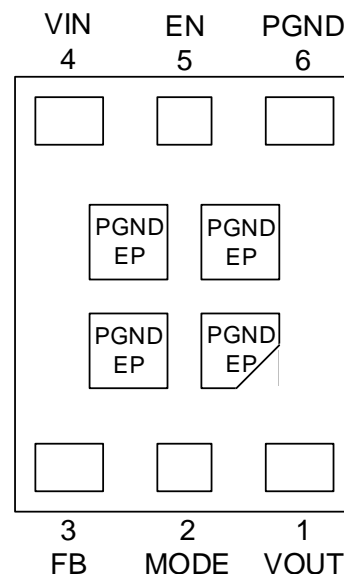 VIN EN PGND
4 5 6
PGND PGND
EP EP
PGND PGND
EP EP
3 2 1
FB MODE VOUT